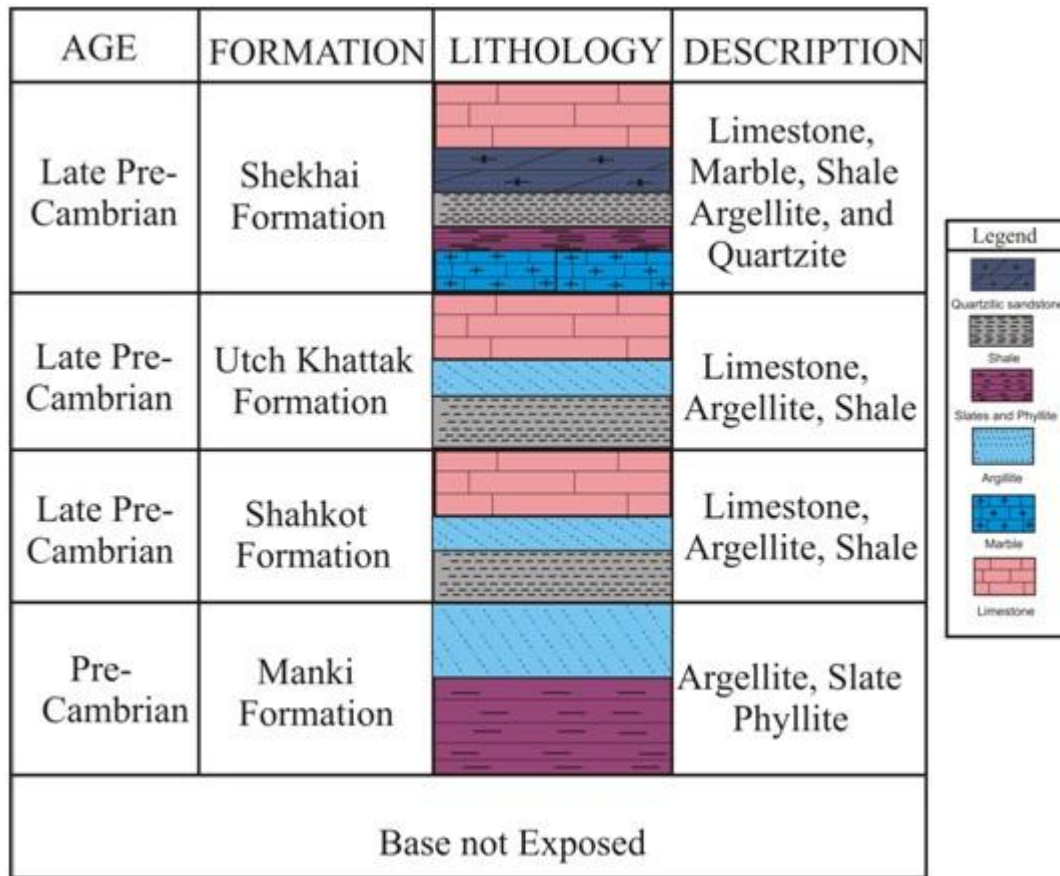 AGE
FORMATION
LITHOLOGY
DESCRIPTION
Late Pre-
Cambrian
Shekhai
Formation
Limestone,
Marble, Shale
Argellite, and
Quartzite
Late Pre-
Cambrian
Utch Khattak
Formation
Limestone,
Argellite, Shale
Late Pre-
Cambrian
Shahkot
Formation
Limestone,
Argellite, Shale
Pre-
Cambrian
Manki
Formation
Argellite, Slate
Phyllite
Base not Exposed
Legend
Quartzilic sandstone
Shale
Slates and Phyllite
Argillite
Marble
Limestone